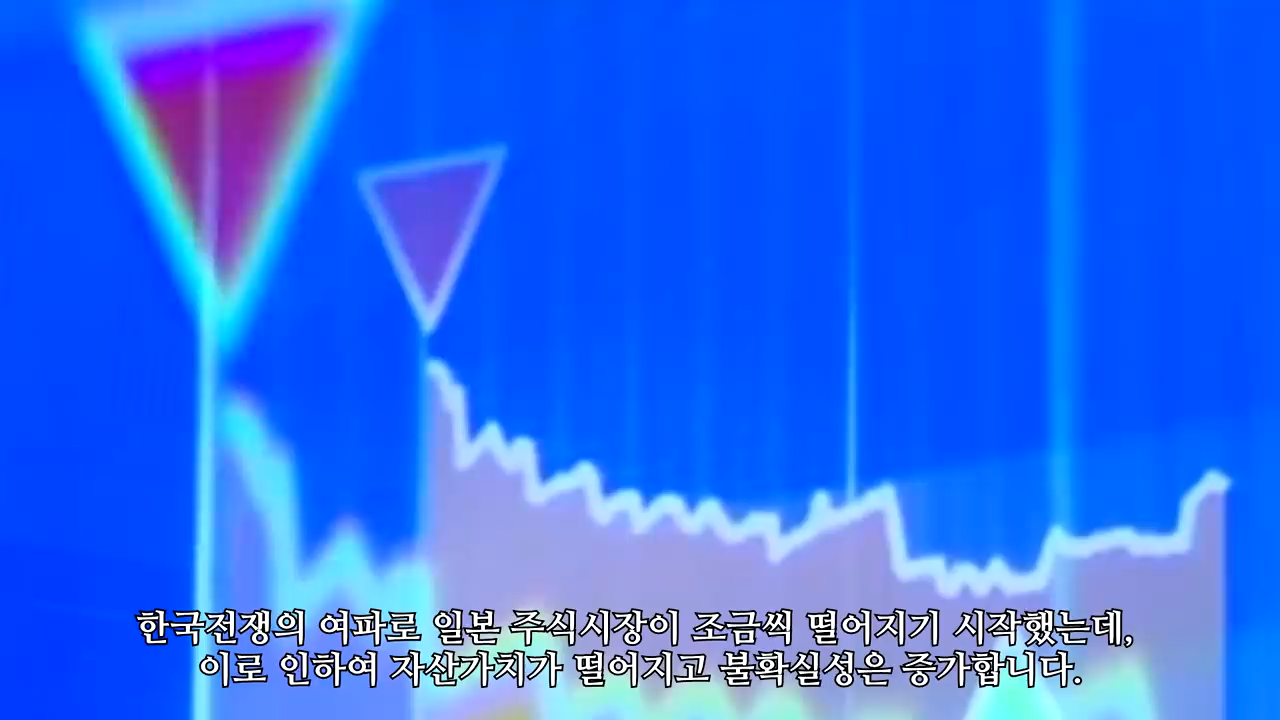 한국전쟁의 여파로 일본 주식시장이 조금씩 떨어지기 시작했는데,
이로 인하여 자산가치가 떨어지고 불확실성은 증가합니다.